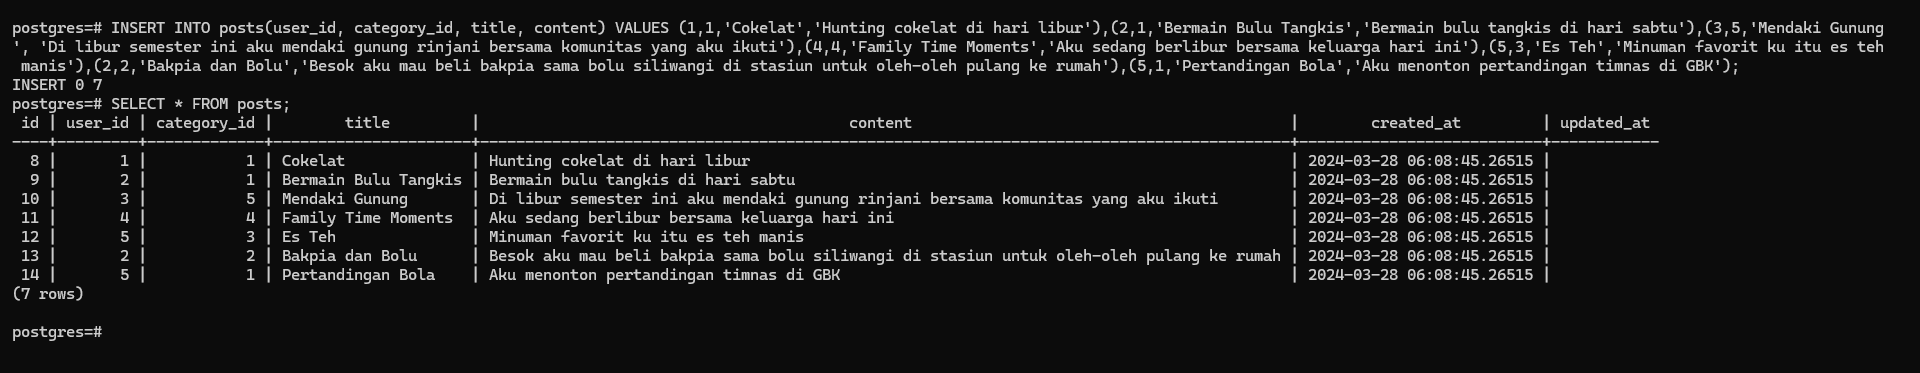 postgres=# INSERT INTO posts(user_id, category_id, title, content) VALUES (1,1,'Cokelat','Hunting cokelat di hari libur'),(2,1,'Bermain Bulu Tangkis','Bermain bulu tangkis di hari sabtu'),(3,5,'Mendaki Gunung
', 'Di libur semester ini aku mendaki gunung rinjani bersama komunitas yang aku ikuti'),(4,4,'Family Time Moments','Aku sedang berlibur bersama keluarga hari ini'),(5,3,'Es Teh','Minuman favorit ku itu es teh
 manis'),(2,2,'Bakpia dan Bolu','Besok aku mau beli bakpia sama bolu siliwangi di stasiun untuk oleh-oleh pulang ke rumah'),(5,1,'Pertandingan Bola','Aku menonton pertandingan timnas di GBK');
INSERT 0 7
postgres=# SELECT * FROM posts;
 id | user_id | category_id |        title         |                                         content                                          |        created_at         | updated_at
----+---------+-------------+----------------------+------------------------------------------------------------------------------------------+---------------------------+------------
  8 |       1 |           1 | Cokelat              | Hunting cokelat di hari libur                                                            | 2024-03-28 06:08:45.26515 |
  9 |       2 |           1 | Bermain Bulu Tangkis | Bermain bulu tangkis di hari sabtu                                                       | 2024-03-28 06:08:45.26515 |
 10 |       3 |           5 | Mendaki Gunung       | Di libur semester ini aku mendaki gunung rinjani bersama komunitas yang aku ikuti        | 2024-03-28 06:08:45.26515 |
 11 |       4 |           4 | Family Time Moments  | Aku sedang berlibur bersama keluarga hari ini                                            | 2024-03-28 06:08:45.26515 |
 12 |       5 |           3 | Es Teh               | Minuman favorit ku itu es teh manis                                                      | 2024-03-28 06:08:45.26515 |
 13 |       2 |           2 | Bakpia dan Bolu      | Besok aku mau beli bakpia sama bolu siliwangi di stasiun untuk oleh-oleh pulang ke rumah | 2024-03-28 06:08:45.26515 |
 14 |       5 |           1 | Pertandingan Bola    | Aku menonton pertandingan timnas di GBK                                                  | 2024-03-28 06:08:45.26515 |
(7 rows)
postgres=#